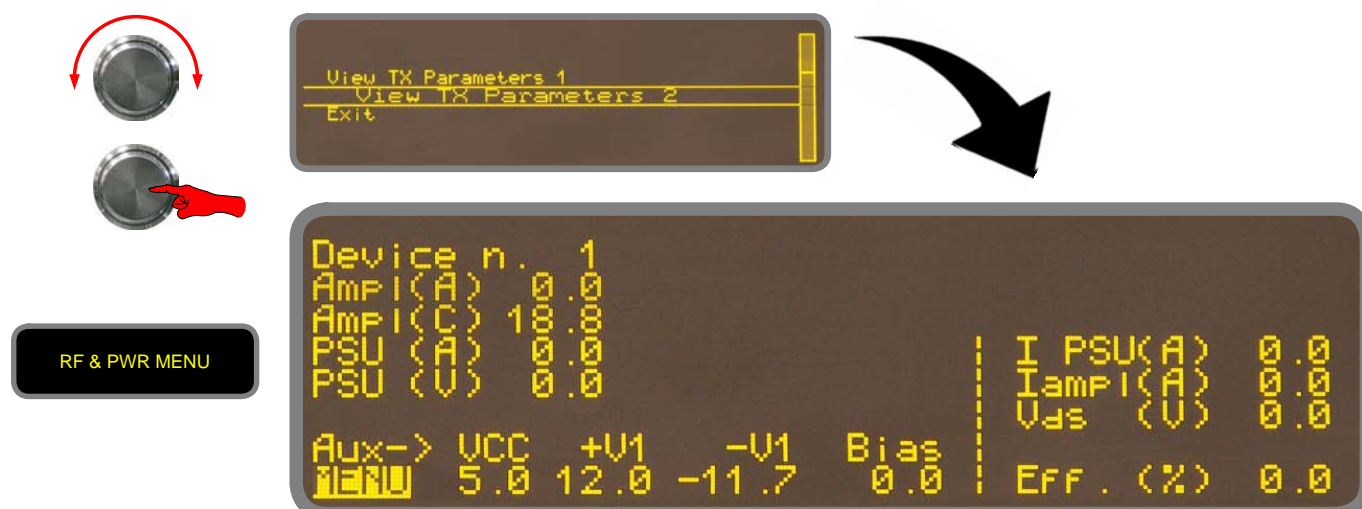 View TX Parameters 1
View TX Parameters 2
Exit
RF & PWR MENU
Device n. 1
Ampl(A) 0.0
Ampl(C) 18.8
PSU (A) 0.0
PSU (V) 0.0
Aux-> VCC +V1 -V1 Bias
MENU 5.0 12.0 -11.7 0.0
I PSU(A) 0.0
Iampl(A) 0.0
Vds (V) 0.0
Eff. (%) 0.0